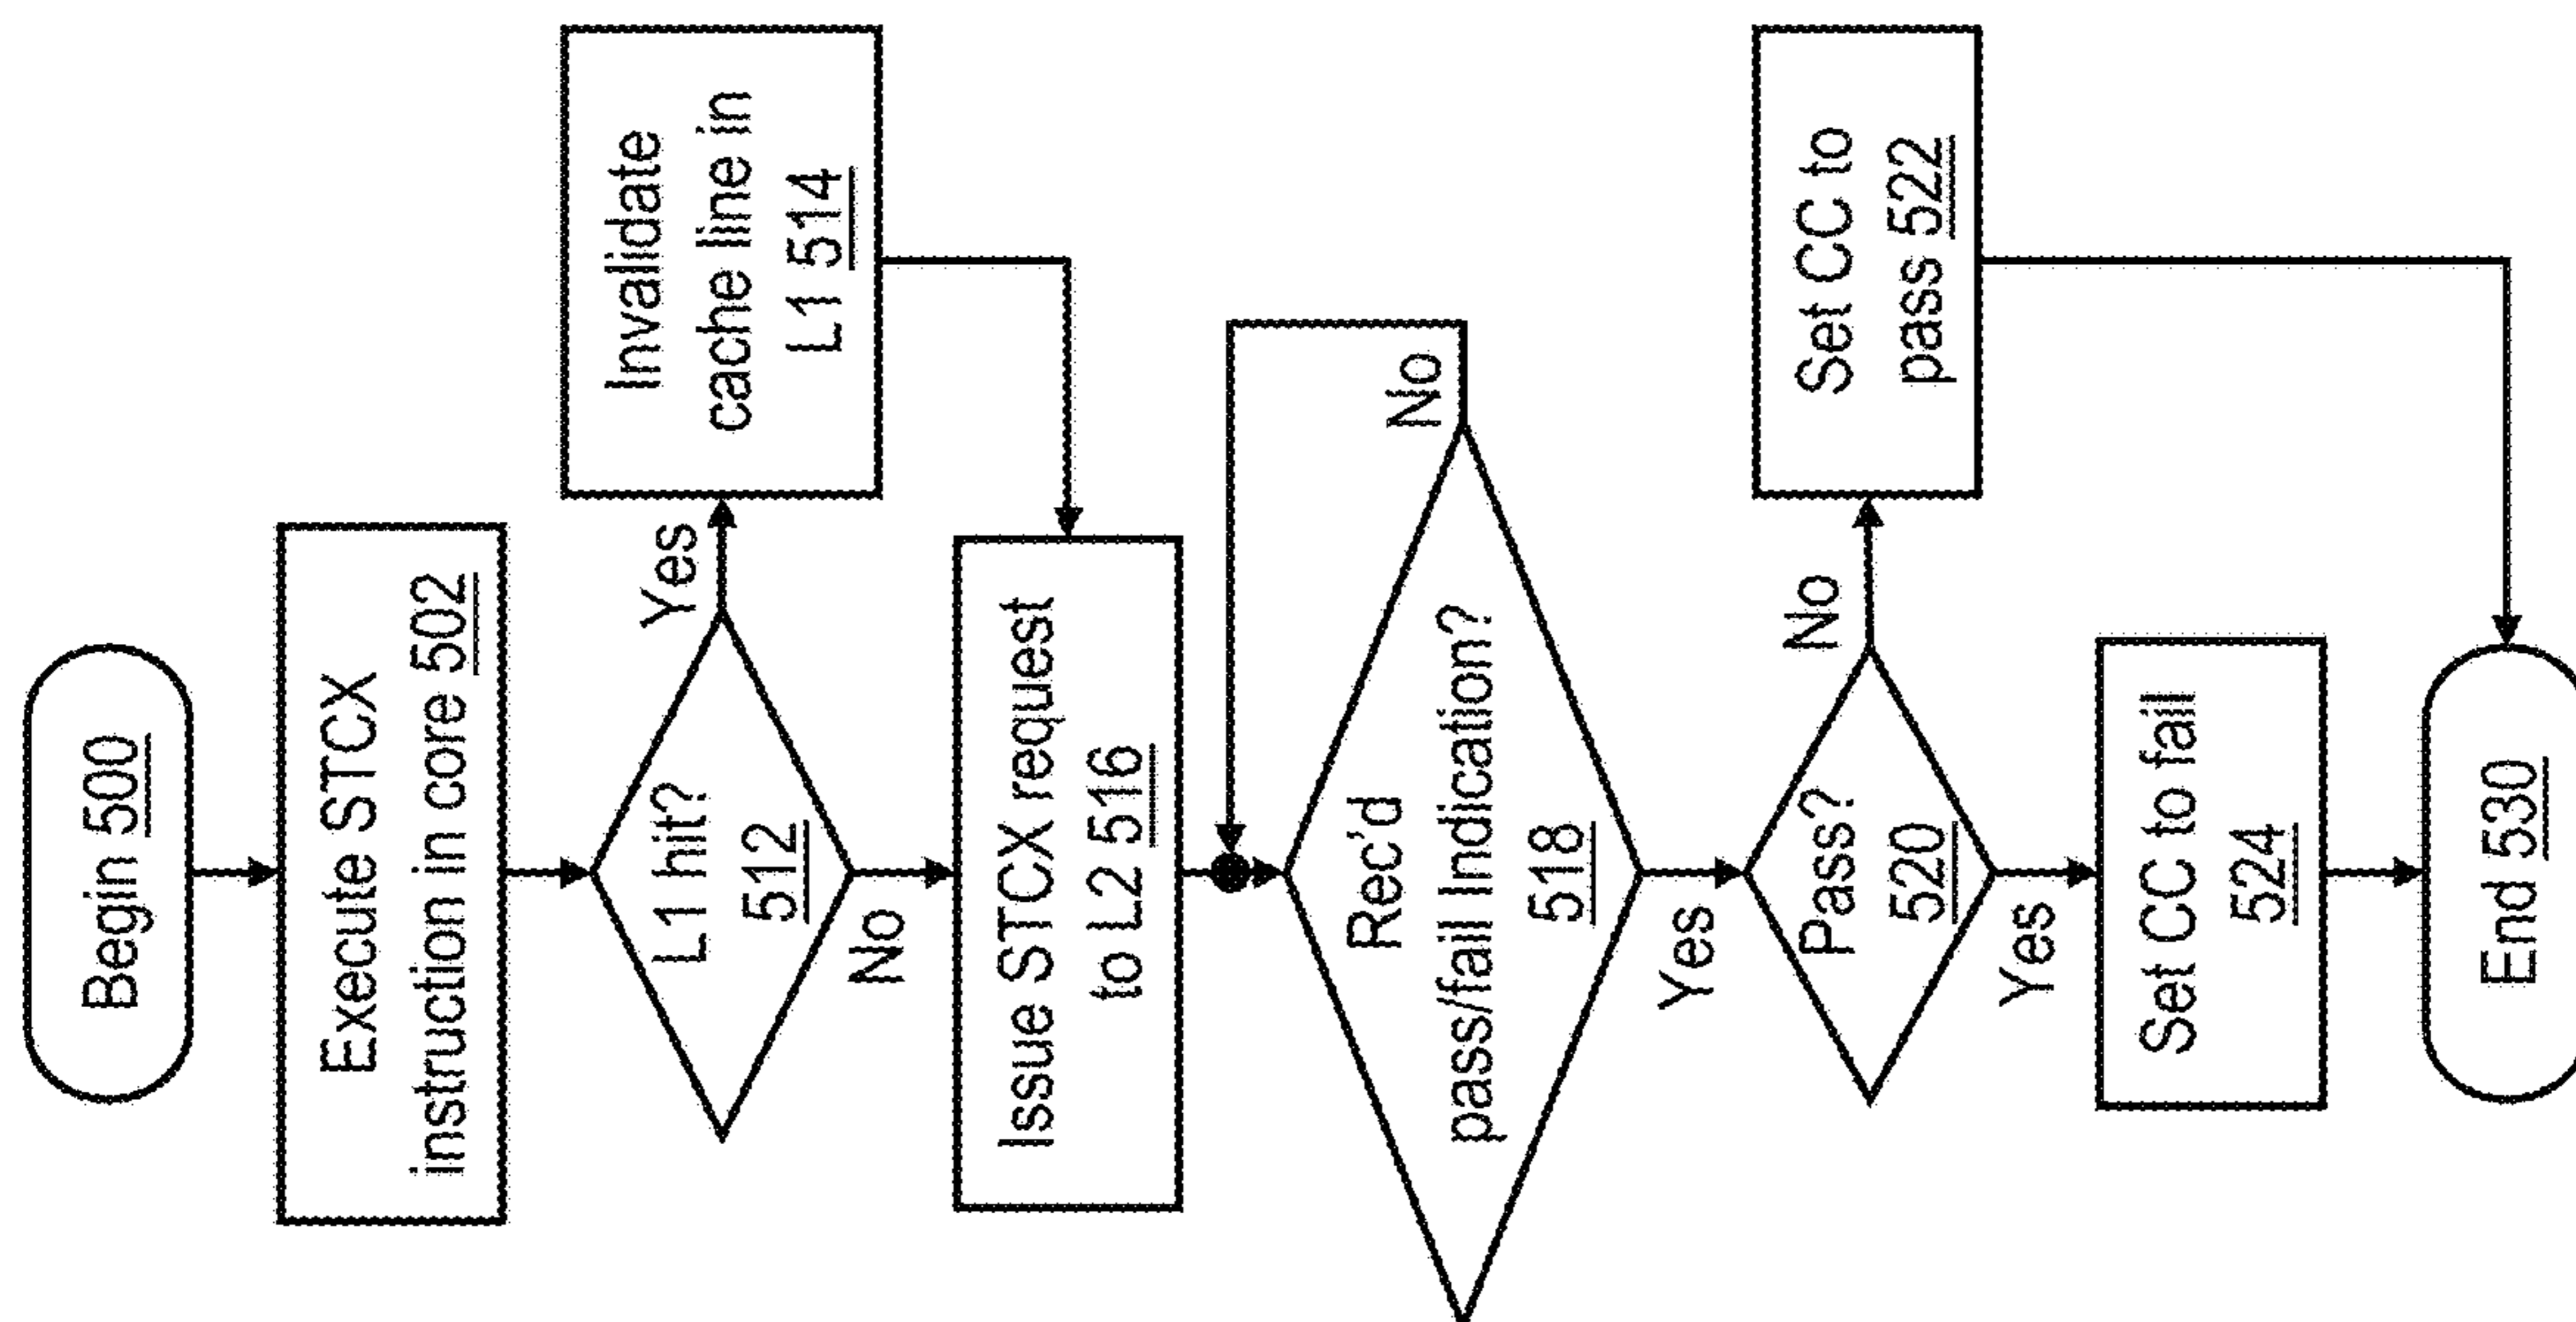 Begin 500
Execute STCX
instruction in core 502
L1 hit?
512
Yes
No
Invalidate
cache line in
L1 514
Issue STCX request
to L2 516
Rec'd
pass/fail Indication?
518
No
Yes
Pass?
520
No
Yes
Set CC to
pass 522
Set CC to fail
524
End 530